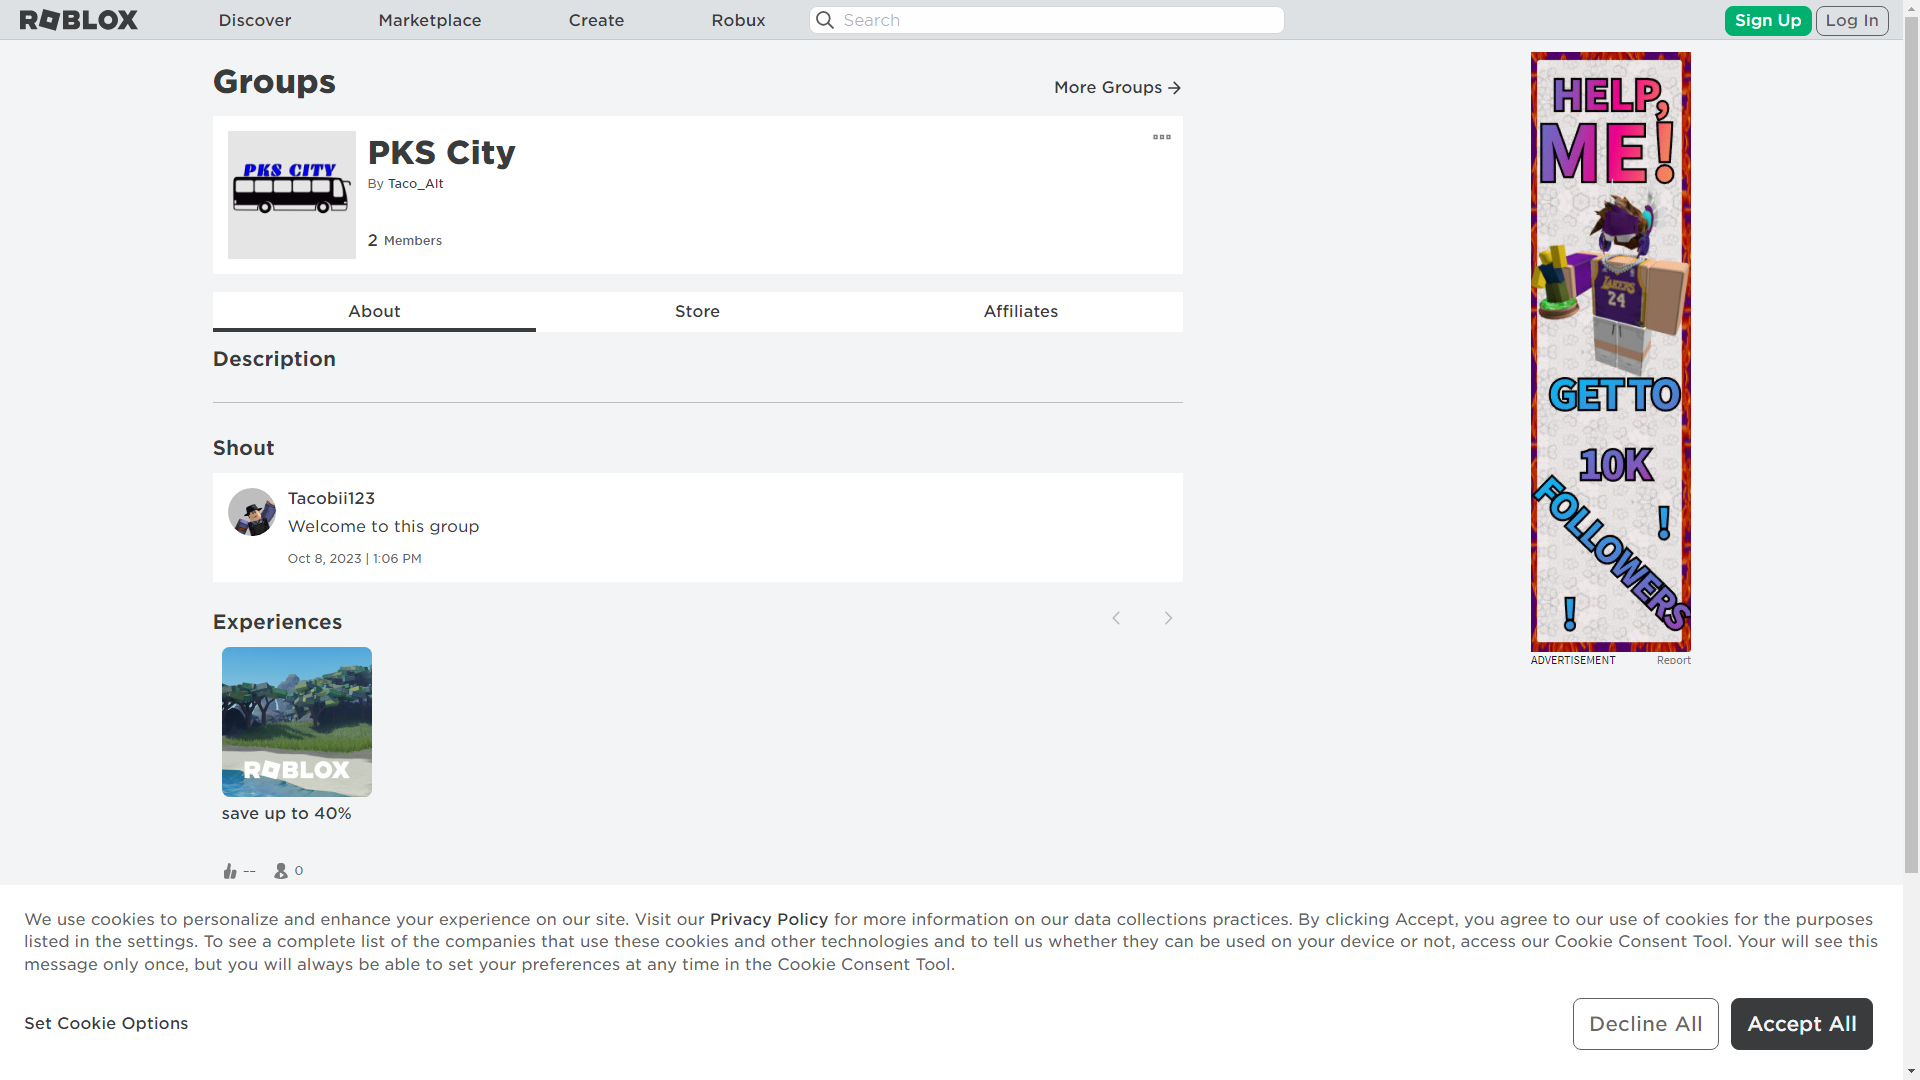 ROBLOX
Discover
Marketplace
Create
Robux
Search
Sign Up
Log In
Groups
More Groups
PKS CITY
PKS City
By Taco_Alt
2 Members
About
Store
Affiliates
Description
Shout
Tacobii123
Welcome to this group
Oct 8, 2023 | 1:06 PM
Experiences
ROBLOX
save up to 40%
-- 0
HELP,
ME!
LAKERS
24
GET TO
10K
FOLLOWERS
!
!
ADVERTISEMENT
Report
We use cookies to personalize and enhance your experience on our site. Visit our Privacy Policy for more information on our data collections practices. By clicking Accept, you agree to our use of cookies for the purposes
listed in the settings. To see a complete list of the companies that use these cookies and other technologies and to tell us whether they can be used on your device or not, access our Cookie Consent Tool. Your will see this
message only once, but you will always be able to set your preferences at any time in the Cookie Consent Tool.
Set Cookie Options
Decline All
Accept All